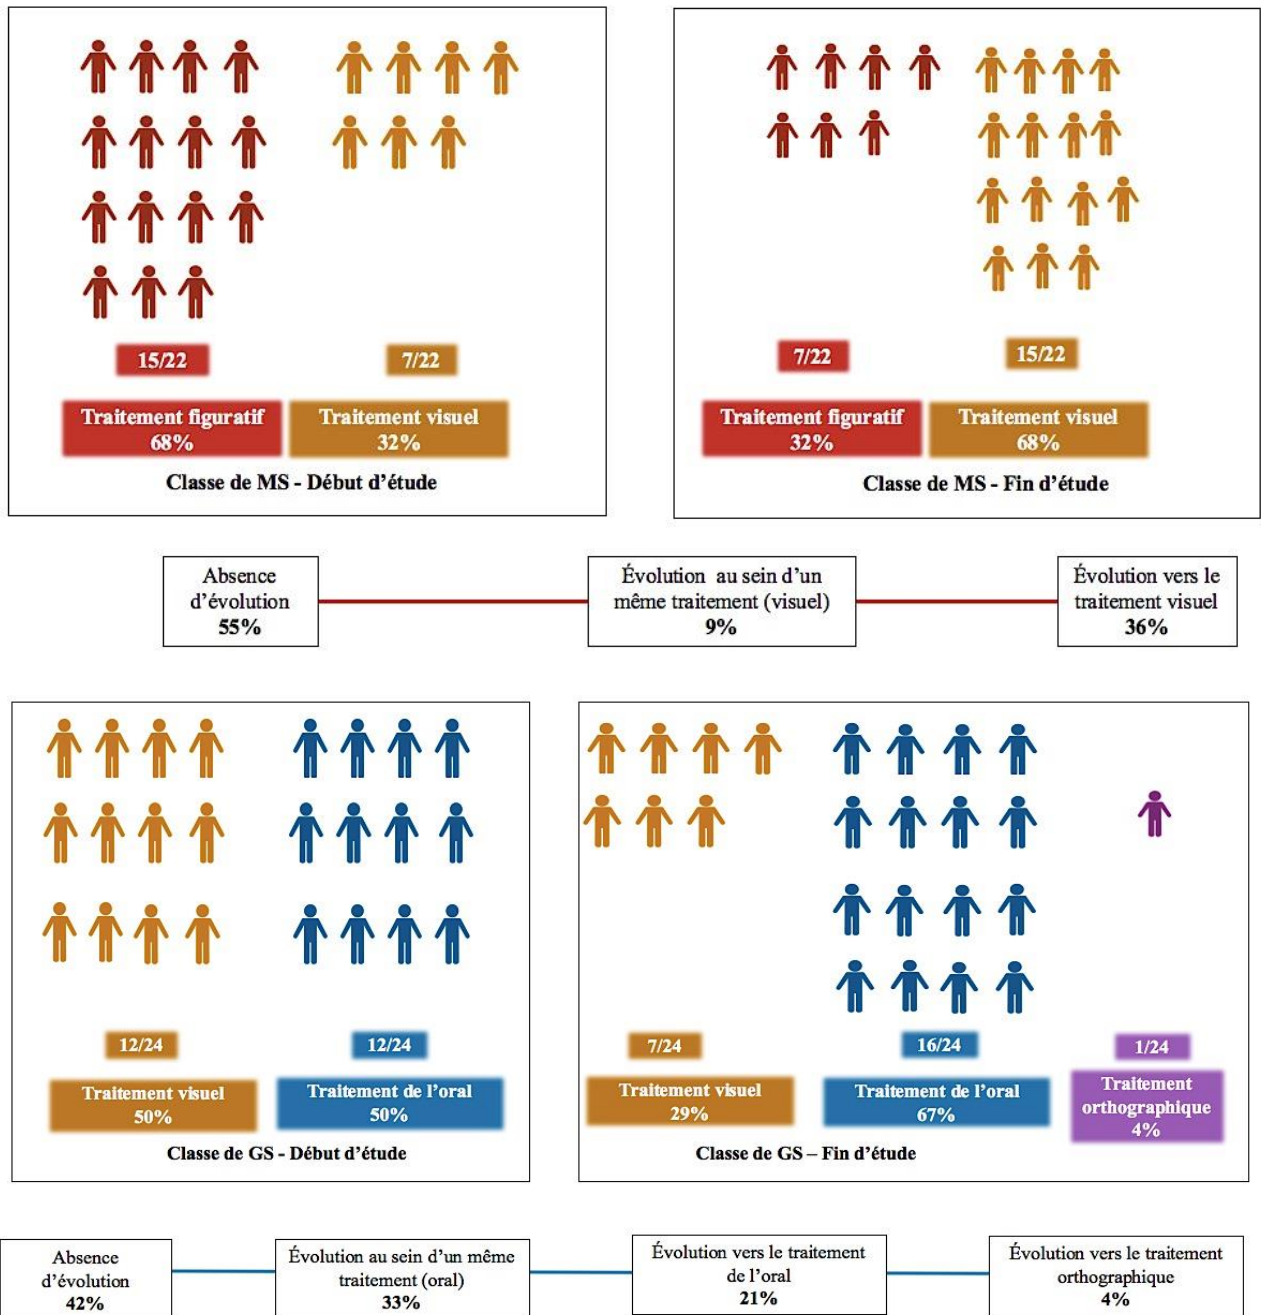 15/22
7/22
Traitement figuratif
68%
Traitement visuel
32%
Classe de MS - Début d’étude
7/22
15/22
Traitement figuratif
32%
Traitement visuel
68%
Classe de MS - Fin d’étude
Absence
d’évolution
55%
Évolution au sein d’un
même traitement (visuel)
9%
Évolution vers le
traitement visuel
36%
12/24
12/24
Traitement visuel
50%
Traitement de l’oral
50%
Classe de GS - Début d’étude
7/24
16/24
1/24
Traitement visuel
29%
Traitement de l’oral
67%
Traitement
orthographique
4%
Classe de GS – Fin d’étude
Absence
d’évolution
42%
Évolution au sein d’un même
traitement (oral)
33%
Évolution vers le traitement
de l’oral
21%
Évolution vers le traitement
orthographique
4%